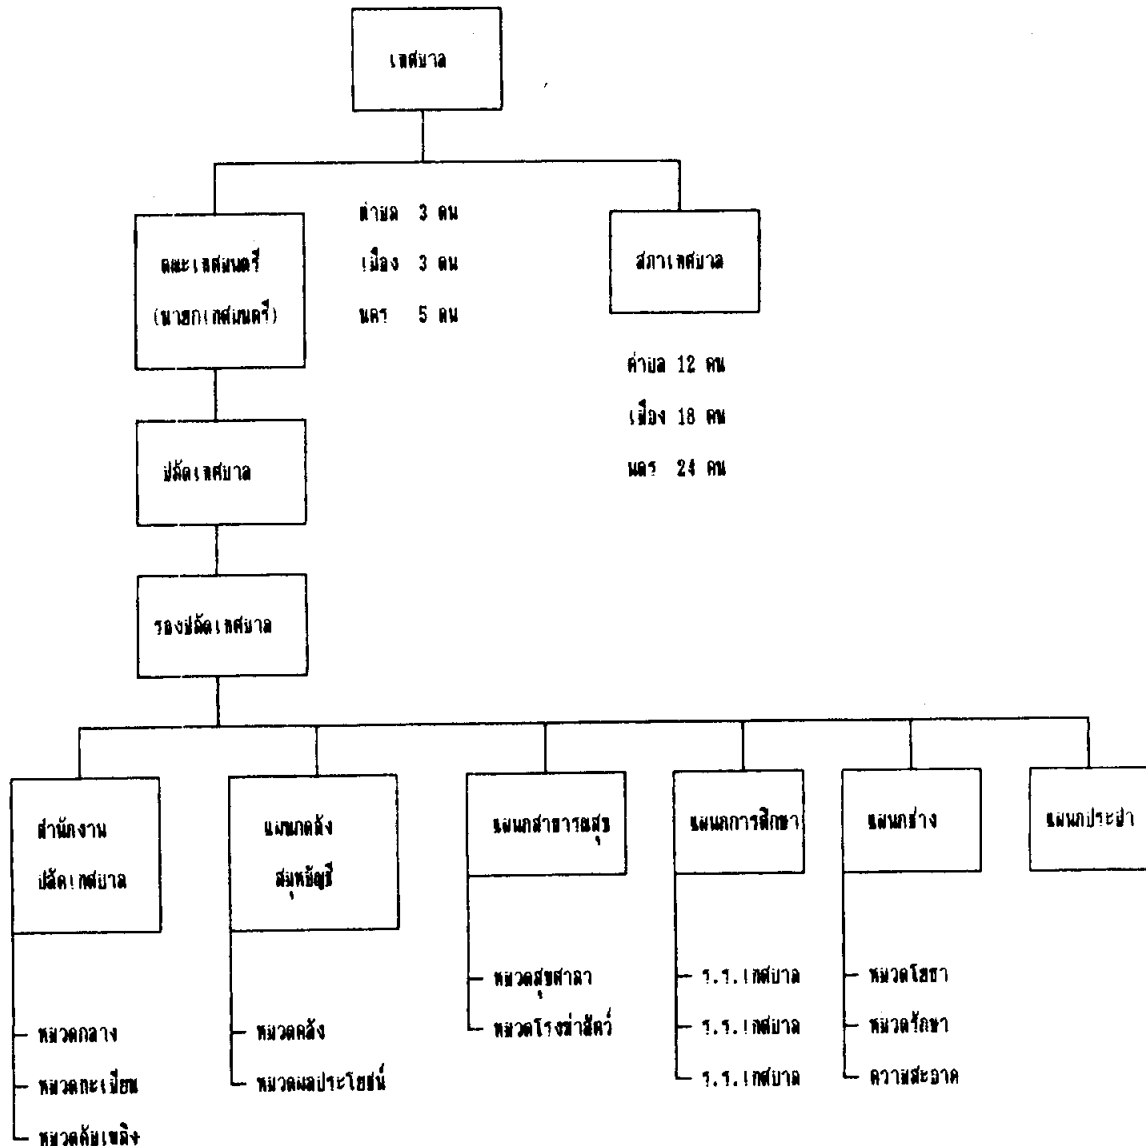 เทศบาล
คณะเทศมนตรี
(นายกเทศมนตรี)
ตำบล 3 คน
เมือง 3 คน
นคร 5 คน
สภาเทศบาล
ตำบล 12 คน
เมือง 18 คน
นคร 24 คน
ปลัดเทศบาล
รองปลัดเทศบาล
สำนักงาน
ปลัดเทศบาล
หมวดกลาง
หมวดทะเบียน
หมวดดับเพลิง
แผนกคลัง
สมุหบัญชี
หมวดคลัง
หมวดผลประโยชน์
แผนกสาธารณสุข
หมวดสุขศาลา
หมวดโรงฆ่าสัตว์
แผนกการศึกษา
ร.ร.เทศบาล
ร.ร.เทศบาล
ร.ร.เทศบาล
แผนกช่าง
หมวดโยธา
หมวดรักษา
ความสะอาด
แผนกประปา